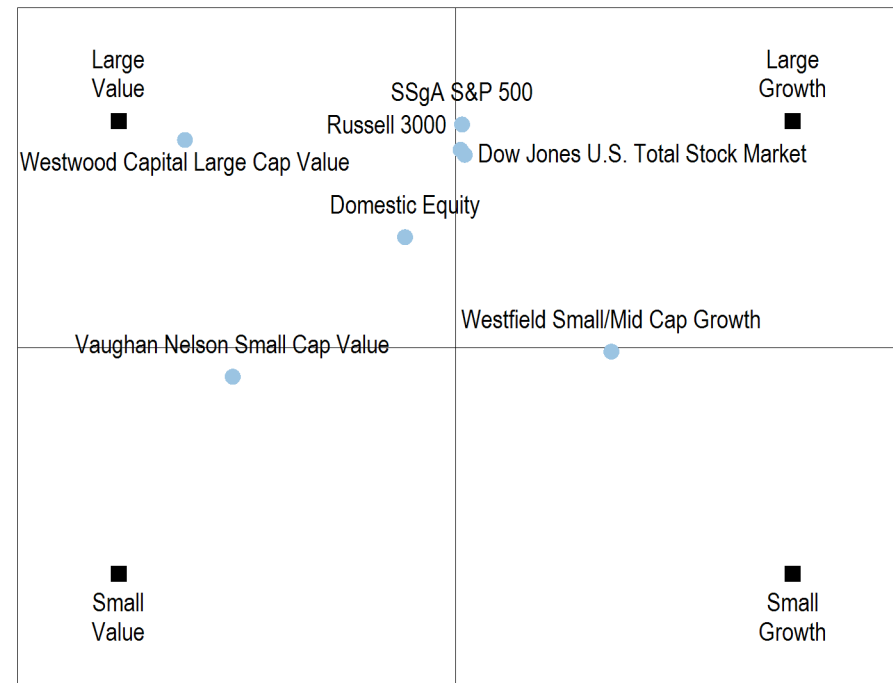 Large
Value
Large
Growth
SSgA S&P 500
Russell 3000
Dow Jones U.S. Total Stock Market
Westwood Capital Large Cap Value
Domestic Equity
Westfield Small/Mid Cap Growth
Vaughan Nelson Small Cap Value
Small
Value
Small
Growth